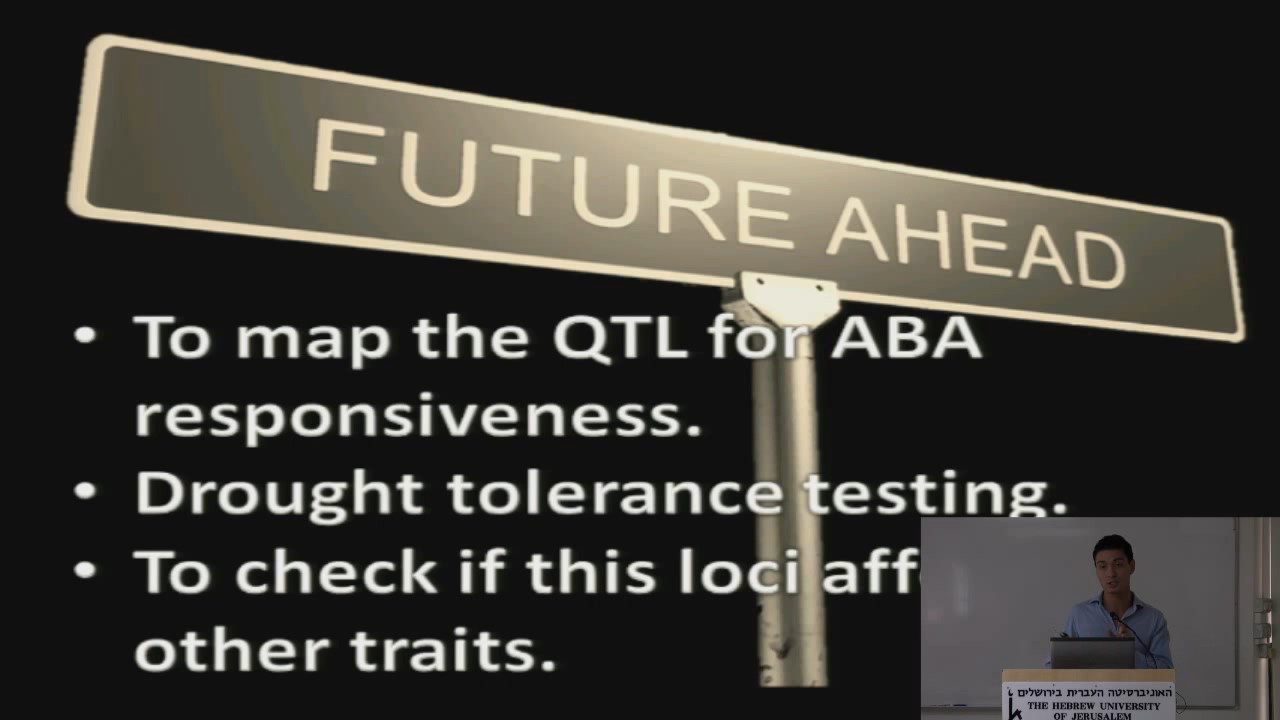 FUTURE AHEAD
• To map the QTL for ABA
responsiveness.
• Drought tolerance testing.
• To check if this loci
other traits.
האוניברסיטה העברית בירושלים
THE HEBREW UNIVERSITY
OF JERUSALEM